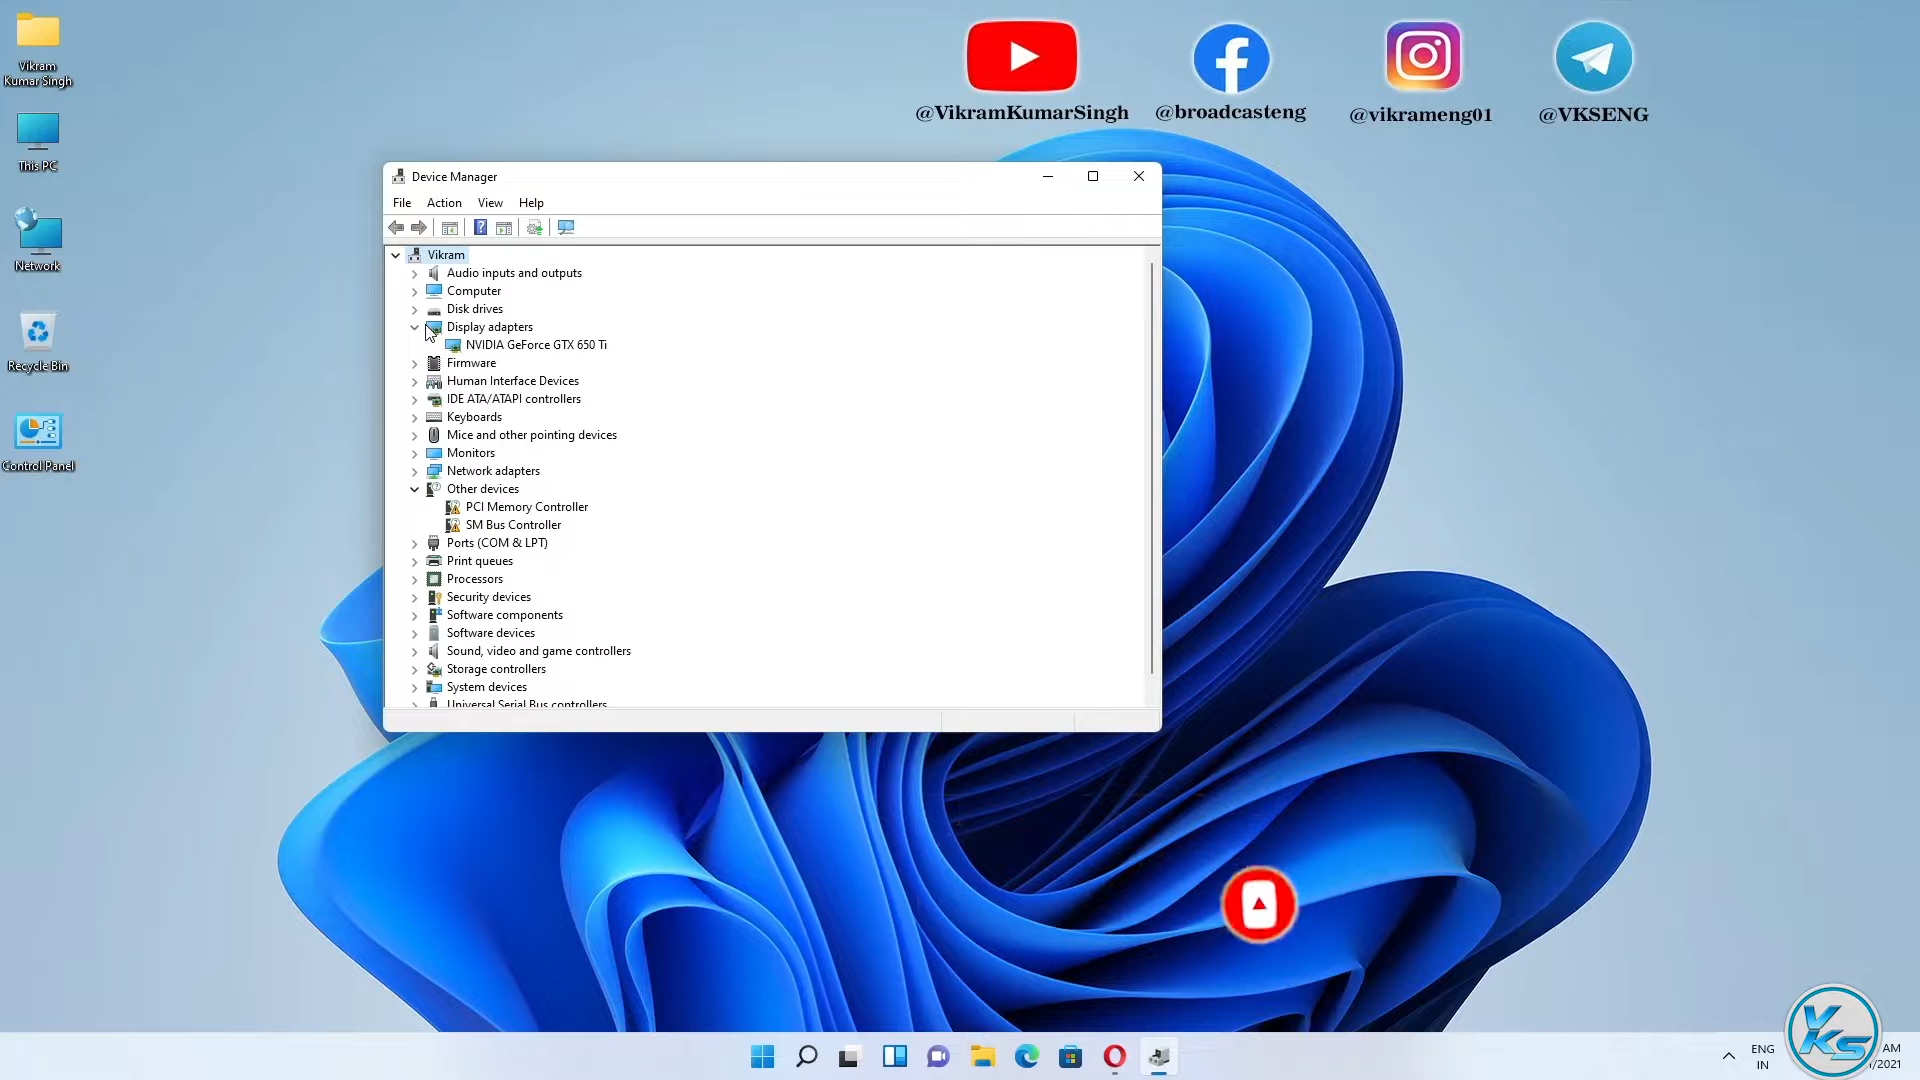 Vikram
Kumar Singh
This PC
Network
Recycle Bin
Control Panel
@VikramKumarSingh
@broadcasteng
@vikrameng01
@VKSENG
Device Manager
File Action View Help
Vikram
Audio inputs and outputs
Computer
Disk drives
Display adapters
NVIDIA GeForce GTX 650 Ti
Firmware
Human Interface Devices
IDE ATA/ATAPI controllers
Keyboards
Mice and other pointing devices
Monitors
Network adapters
Other devices
PCI Memory Controller
SM Bus Controller
Ports (COM & LPT)
Print queues
Processors
Security devices
Software components
Software devices
Sound, video and game controllers
Storage controllers
System devices
Universal Serial Bus controllers
ENG
IN
VKS
AM
/2021